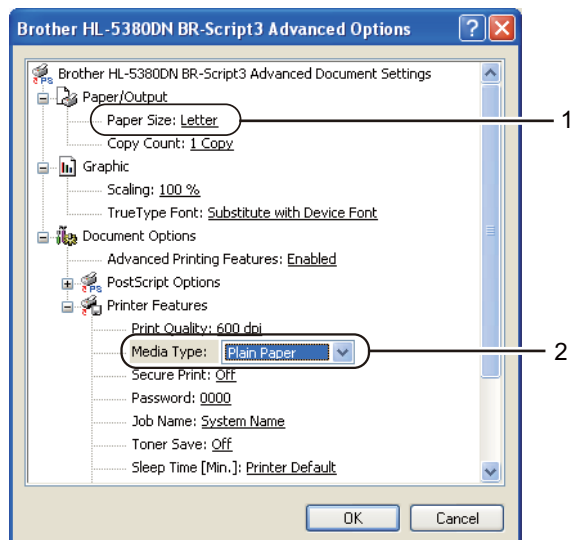 Brother HL-5380DN BR-Script3 Advanced Options
Brother HL-5380DN BR-Script3 Advanced Document Settings
Paper/Output
Paper Size: Letter
1
Copy Count: 1 Copy
Graphic
Scaling: 100 %
TrueType Font: Substitute with Device Font
Document Options
Advanced Printing Features: Enabled
PostScript Options
Printer Features
Print Quality: 600 dpi
Media Type: Plain Paper
2
Secure Print: Off
Password: 0000
Job Name: System Name
Toner Save: Off
Sleep Time [Min.]: Printer Default
OK Cancel